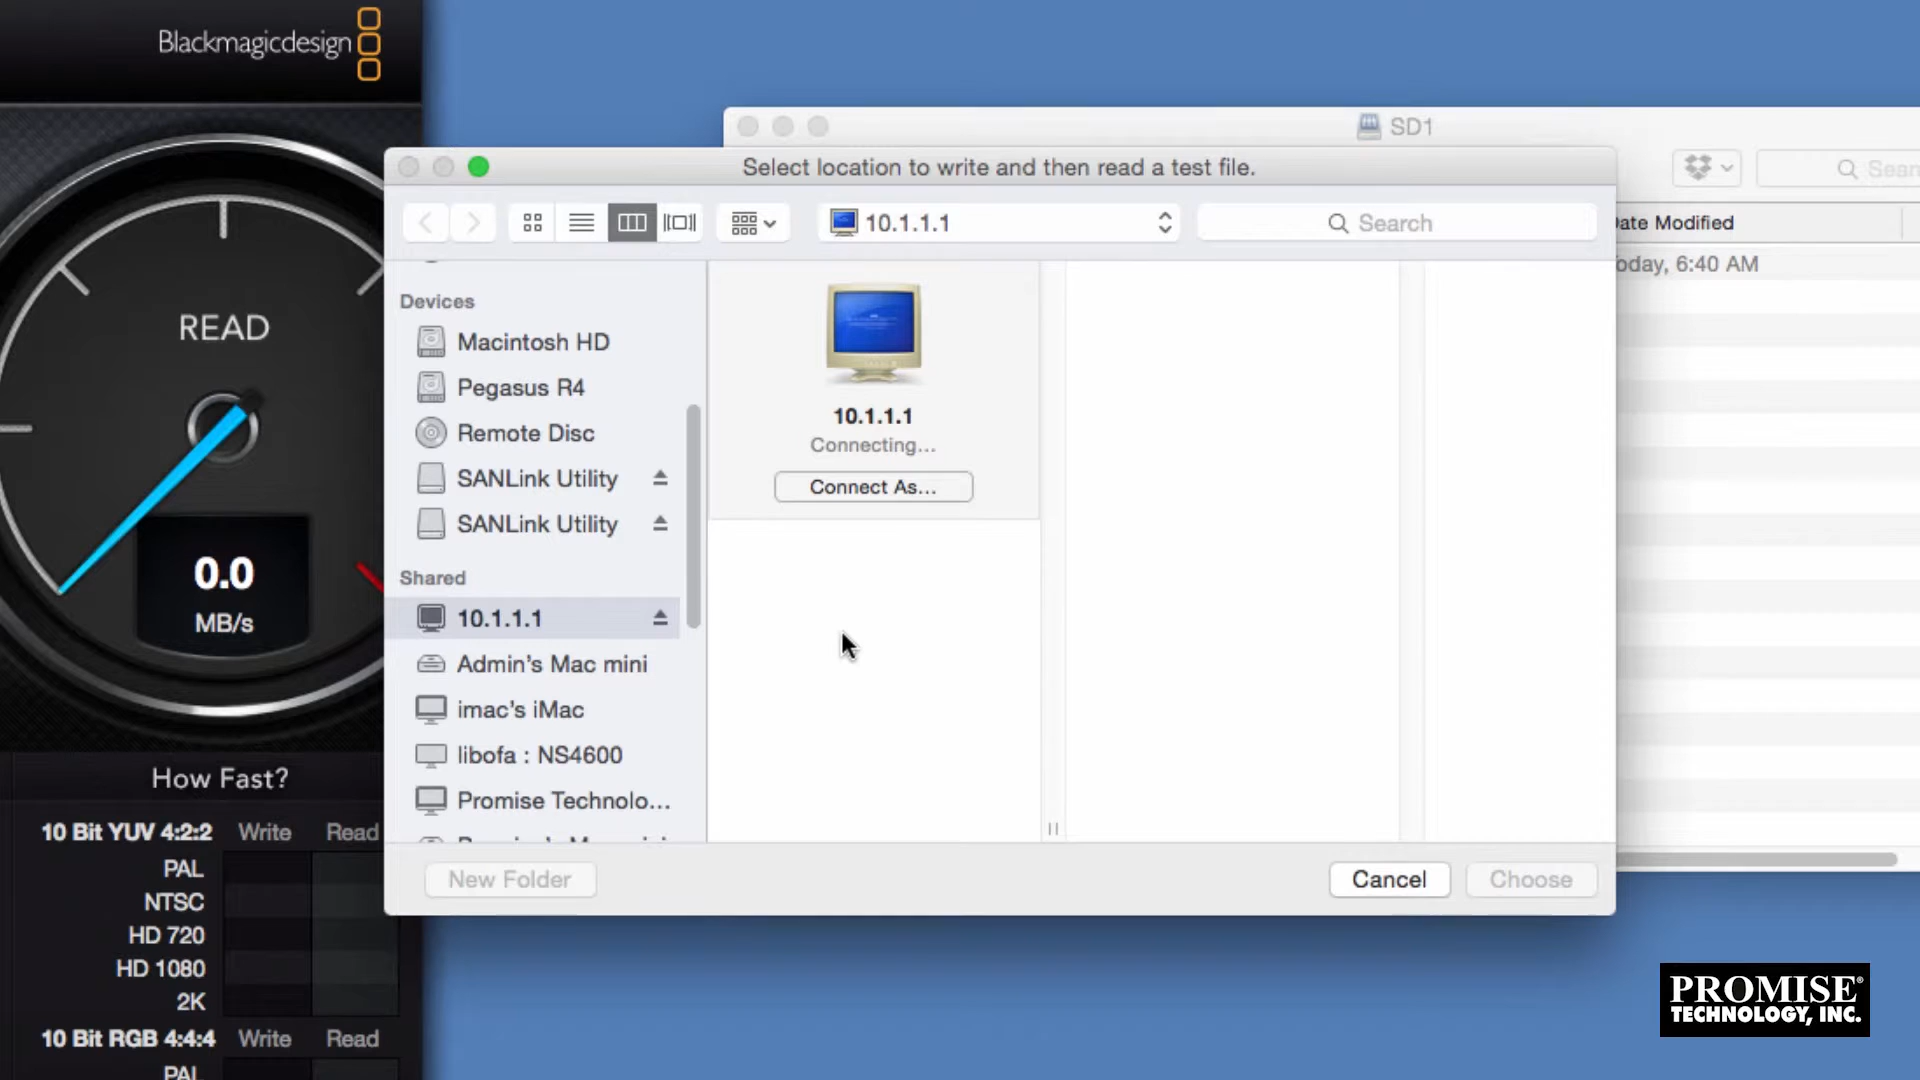 Blackmagicdesign
READ
0.0
MB/s
How Fast?
10 Bit YUV 4:2:2 Write Read
PAL
NTSC
HD 720
HD 1080
2K
10 Bit RGB 4:4:4 Write Read
PAL
SD1
Sear
Date Modified
Today, 6:40 AM
Select location to write and then read a test file.
10.1.1.1
Search
Devices
Macintosh HD
Pegasus R4
Remote Disc
SANLink Utility
SANLink Utility
Shared
10.1.1.1
Admin's Mac mini
imac's iMac
libofa : NS4600
Promise Technolo...
10.1.1.1
Connecting...
Connect As...
New Folder
Cancel
Choose
PROMISE®
TECHNOLOGY, INC.